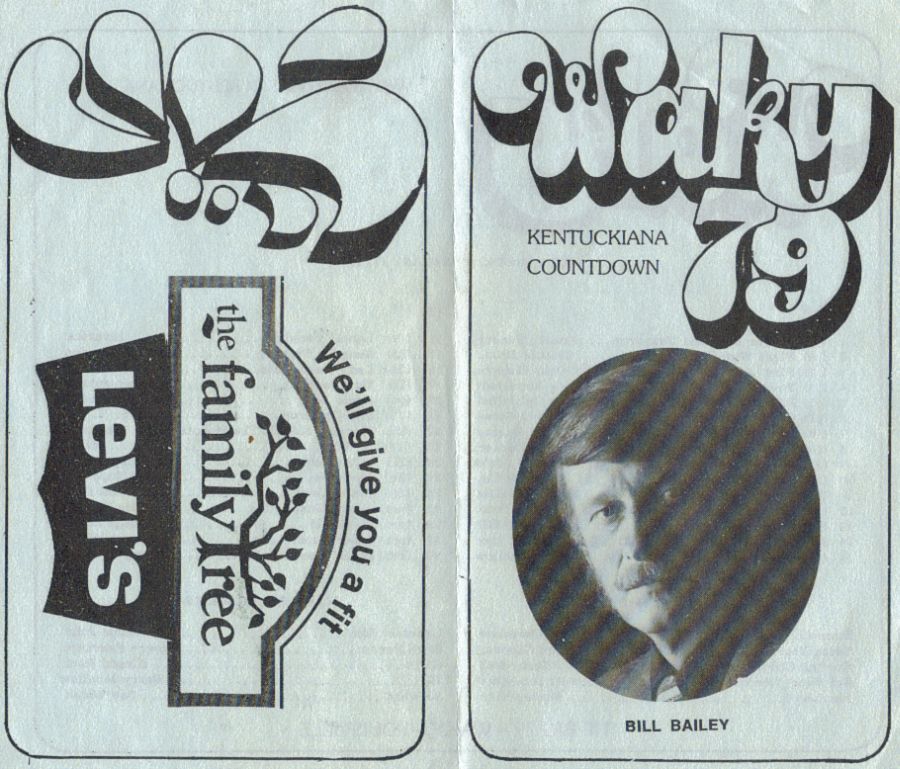 We'll give you a fit
the family Tree
LEVI'S
Waky
79
KENTUCKIANA
COUNTDOWN
BILL BAILEY